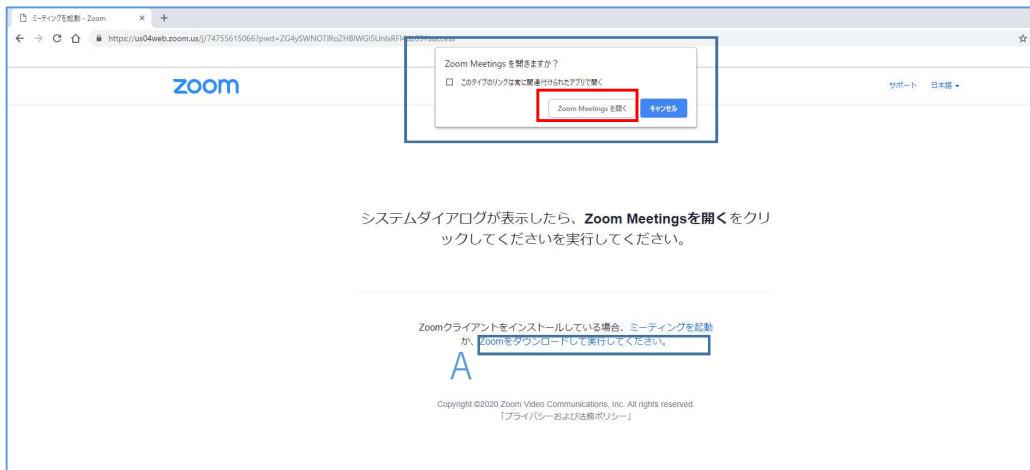 ミーティングを起動 - Zoom
https://us04web.zoom.us/j/74755615066?pwd=
Zoom Meetings を開きますか？
このタイプのリンクは常に関連付けられたアプリで開く
Zoom Meetings を開く キャンセル
zoom サポート 日本語
システムダイアログが表示したら、Zoom Meetingsを開くをクリ
ックしてくださいを実行してください。
Zoomクライアントをインストールしている場合、ミーティングを起動
か、Zoomをダウンロードして実行してください。
A
Copyright ©2020 Zoom Video Communications, Inc. All rights reserved.
「プライバシーおよび法務ポリシー」